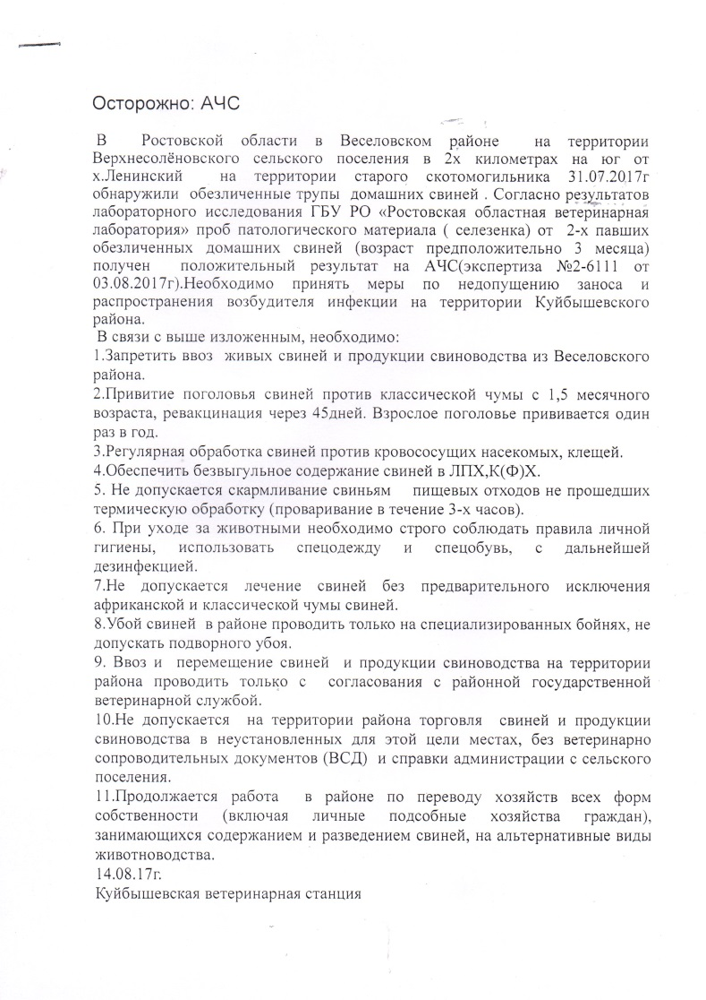 Осторожно: АЧС
В Ростовской области в Веселовском районе на территории
Верхнесолёновского сельского поселения в 2х километрах на юг от
х.Ленинский на территории старого скотомогильника 31.07.2017г
обнаружили обезличенные трупы домашних свиней . Согласно результатов
лабораторного исследования ГБУ РО «Ростовская областная ветеринарная
лаборатория» проб патологического материала ( селезенка) от 2-х павших
обезличенных домашних свиней (возраст предположительно 3 месяца)
получен положительный результат на АЧС(экспертиза №2-6111 от
03.08.2017г).Необходимо принять меры по недопущению заноса и
распространения возбудителя инфекции на территории Куйбышевского
района.
В связи с выше изложенным, необходимо:
1.Запретить ввоз живых свиней и продукции свиноводства из Веселовского
района.
2.Привитие поголовья свиней против классической чумы с 1,5 месячного
возраста, ревакцинация через 45дней. Взрослое поголовье прививается один
раз в год.
3.Регулярная обработка свиней против кровососущих насекомых, клещей.
4.Обеспечить безвыгульное содержание свиней в ЛПХ,К(Ф)Х.
5. Не допускается скармливание свиньям пищевых отходов не прошедших
термическую обработку (проваривание в течение 3-х часов).
6. При уходе за животными необходимо строго соблюдать правила личной
гигиены, использовать спецодежду и спецобувь, с дальнейшей
дезинфекцией.
7.Не допускается лечение свиней без предварительного исключения
африканской и классической чумы свиней.
8.Убой свиней в районе проводить только на специализированных бойнях, не
допускать подворного убоя.
9. Ввоз и перемещение свиней и продукции свиноводства на территории
района проводить только с согласования с районной государственной
ветеринарной службой.
10.Не допускается на территории района торговля свиней и продукции
свиноводства в неустановленных для этой цели местах, без ветеринарно
сопроводительных документов (ВСД) и справки администрации с сельского
поселения.
11.Продолжается работа в районе по переводу хозяйств всех форм
собственности (включая личные подсобные хозяйства граждан),
занимающихся содержанием и разведением свиней, на альтернативные виды
животноводства.
14.08.17г.
Куйбышевская ветеринарная станция